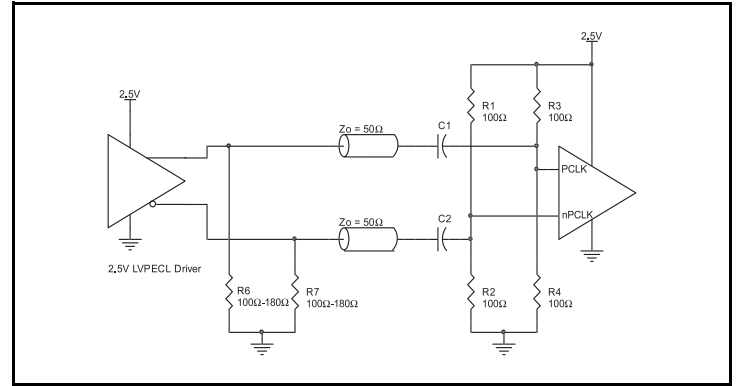 2.5V
2.5V
R1
100Ω
R3
100Ω
Zo = 50Ω
C1
PCLK
Zo = 50Ω
C2
nPCLK
2.5V LVPECL Driver
R6
100Ω-180Ω
R7
100Ω-180Ω
R2
100Ω
R4
100Ω